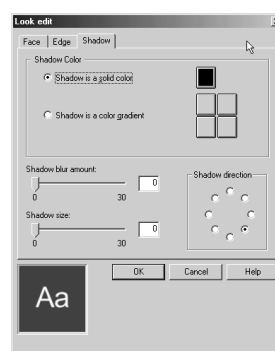 Look edit
Face Edge Shadow
Shadow Color
Shadow is a solid color
Shadow is a color gradient
Shadow blur amount:
0
0 30
Shadow size:
0
0 30
Shadow direction
OK Cancel Help
Aa